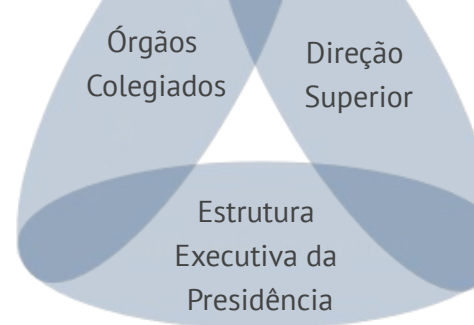 Órgãos
Colegiados
Direção
Superior
Estrutura
Executiva da
Presidência